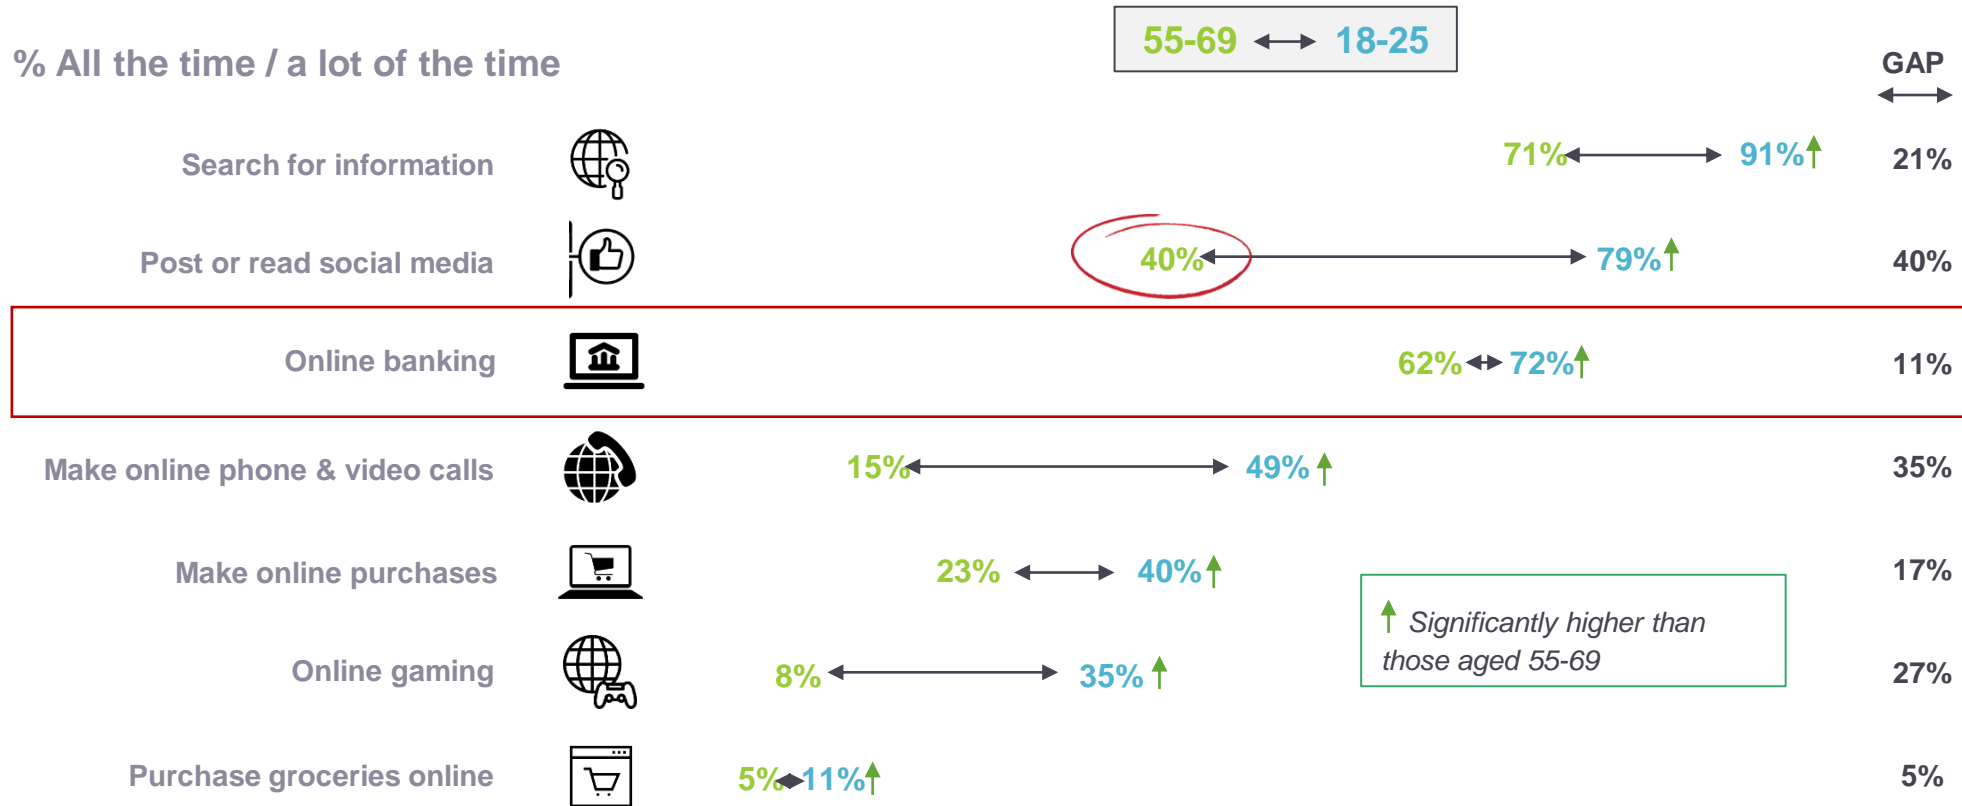 55-69 18-25
% All the time / a lot of the time
GAP
Search for information 71% 91% 21%
Post or read social media 40% 79% 40%
Online banking 62% 72% 11%
Make online phone & video calls 15% 49% 35%
Make online purchases 23% 40% 17%
Significantly higher than
those aged 55-69
Online gaming 8% 35% 27%
Purchase groceries online 5% 11% 5%